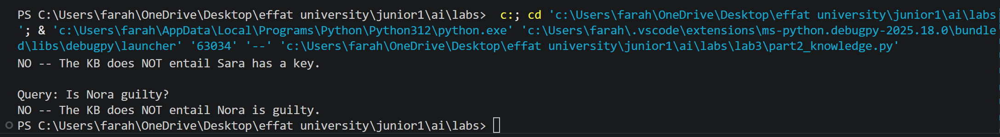 PS C:\Users\farah\OneDrive\Desktop\effat university\junior1\ai\labs>  c:; cd 'c:\Users\farah\OneDrive\Desktop\effat university\junior1\ai\labs
'; & 'c:\Users\farah\AppData\Local\Programs\Python\Python312\python.exe' 'c:\Users\farah\.vscode\extensions\ms-python.debugpy-2025.18.0\bundle
d\libs\debugpy\launcher' '63034' '--' 'c:\Users\farah\OneDrive\Desktop\effat university\junior1\ai\labs\lab3\part2_knowledge.py'
NO -- The KB does NOT entail Sara has a key.
Query: Is Nora guilty?
NO -- The KB does NOT entail Nora is guilty.
PS C:\Users\farah\OneDrive\Desktop\effat university\junior1\ai\labs>